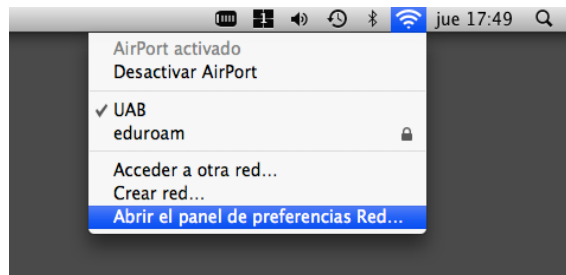 1 jue 17:49
AirPort activado
Desactivar AirPort
✓ UAB
eduroam
Acceder a otra red...
Crear red...
Abrir el panel de preferencias Red...